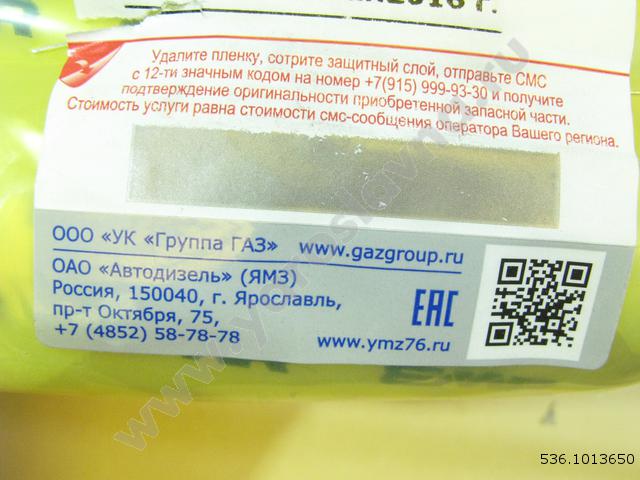 2016 г.
Удалите пленку, сотрите защитный слой, отправьте СМС
с 12-ти значным кодом на номер +7(915) 999-93-30 и получите
подтверждение оригинальности приобретенной запасной части.
Стоимость услуги равна стоимости смс-сообщения оператора Вашего региона.
ООО «УК «Группа ГАЗ» www.gazgroup.ru
ОАО «Автодизель» (ЯМЗ)
Россия, 150040, г. Ярославль,
пр-т Октября, 75,
+7 (4852) 58-78-78
EAC
www.ymz76.ru
536.1013650